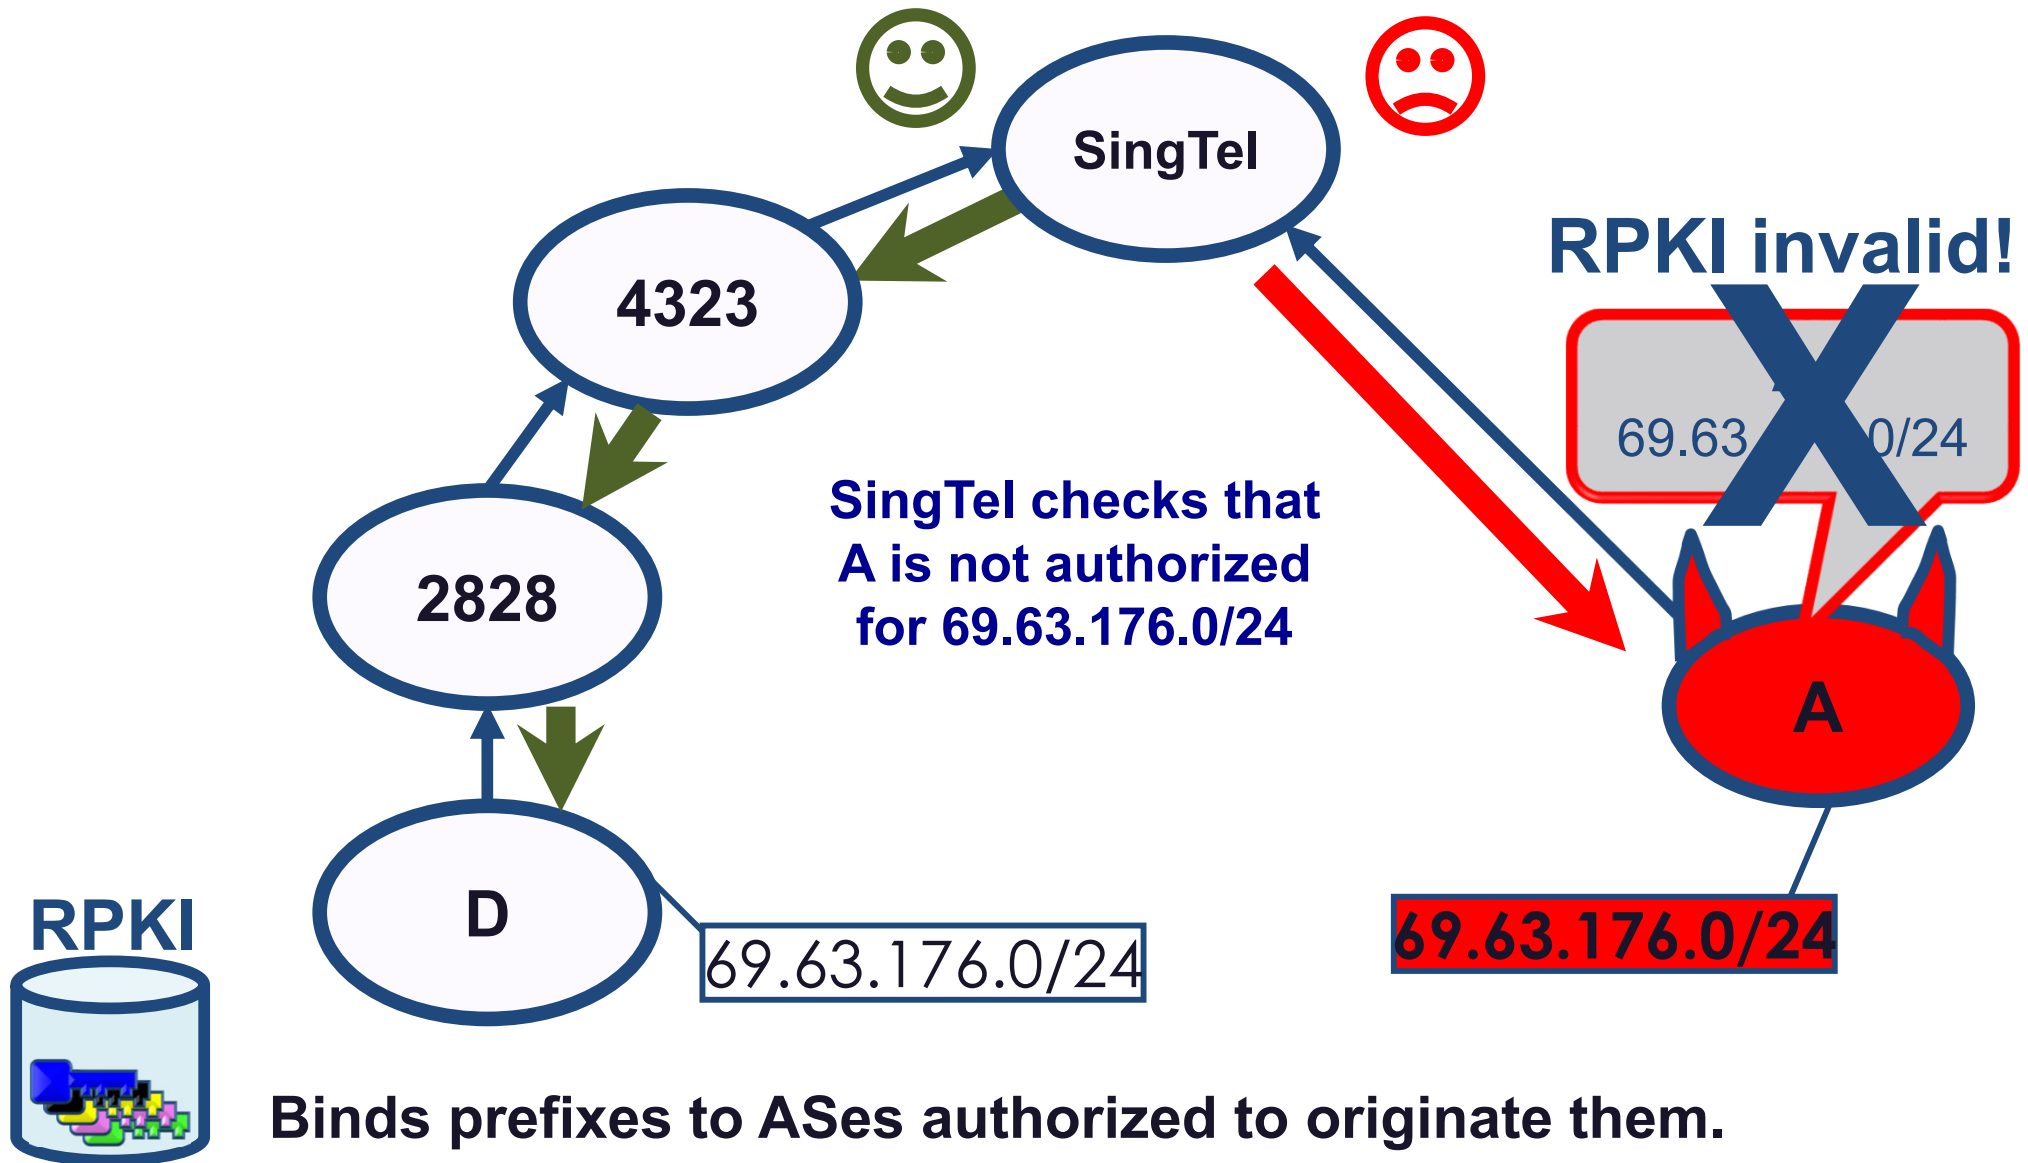 SingTel
RPKI invalid!
4323
69.63 0/24
SingTel checks that
A is not authorized
for 69.63.176.0/24
2828
A
D
RPKI
69.63.176.0/24
69.63.176.0/24
Binds prefixes to ASes authorized to originate them.